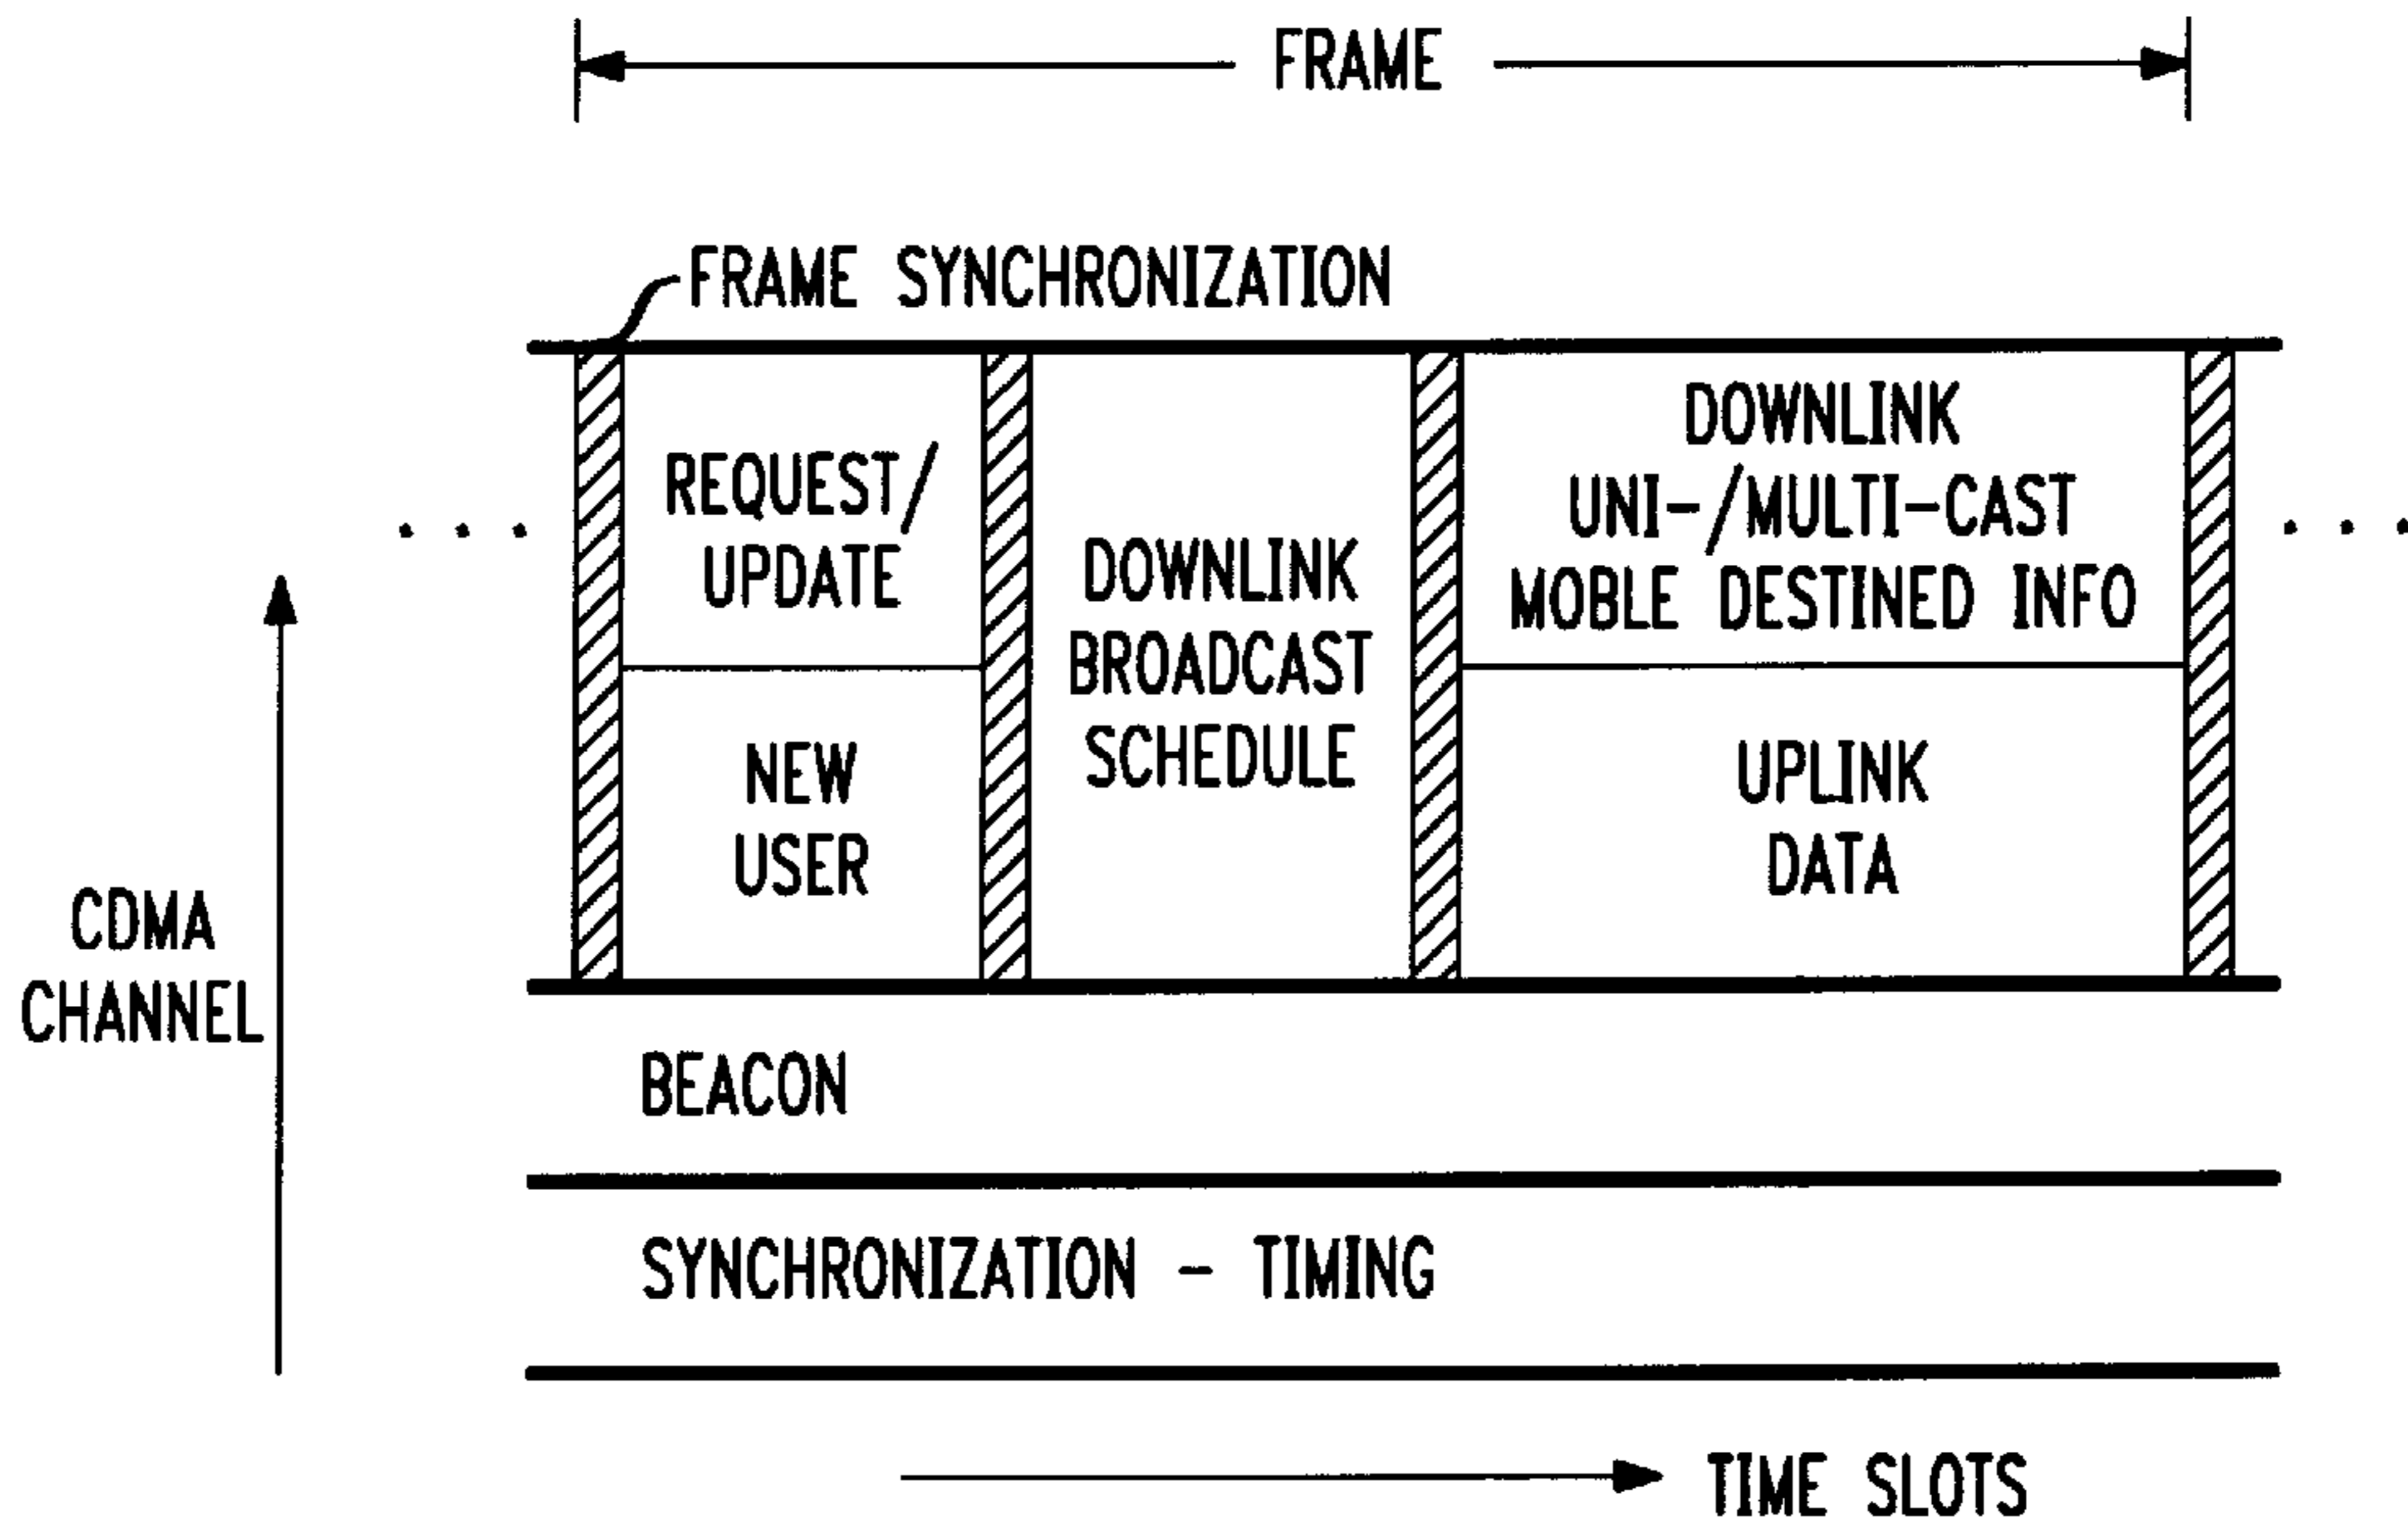 FRAME
FRAME SYNCHRONIZATION
REQUEST/
UPDATE
NEW
USER
DOWNLINK
BROADCAST
SCHEDULE
DOWNLINK
UNI-/MULTI-CAST
MOBLE DESTINED INFO
UPLINK
DATA
CDMA
CHANNEL
BEACON
SYNCHRONIZATION - TIMING
TIME SLOTS